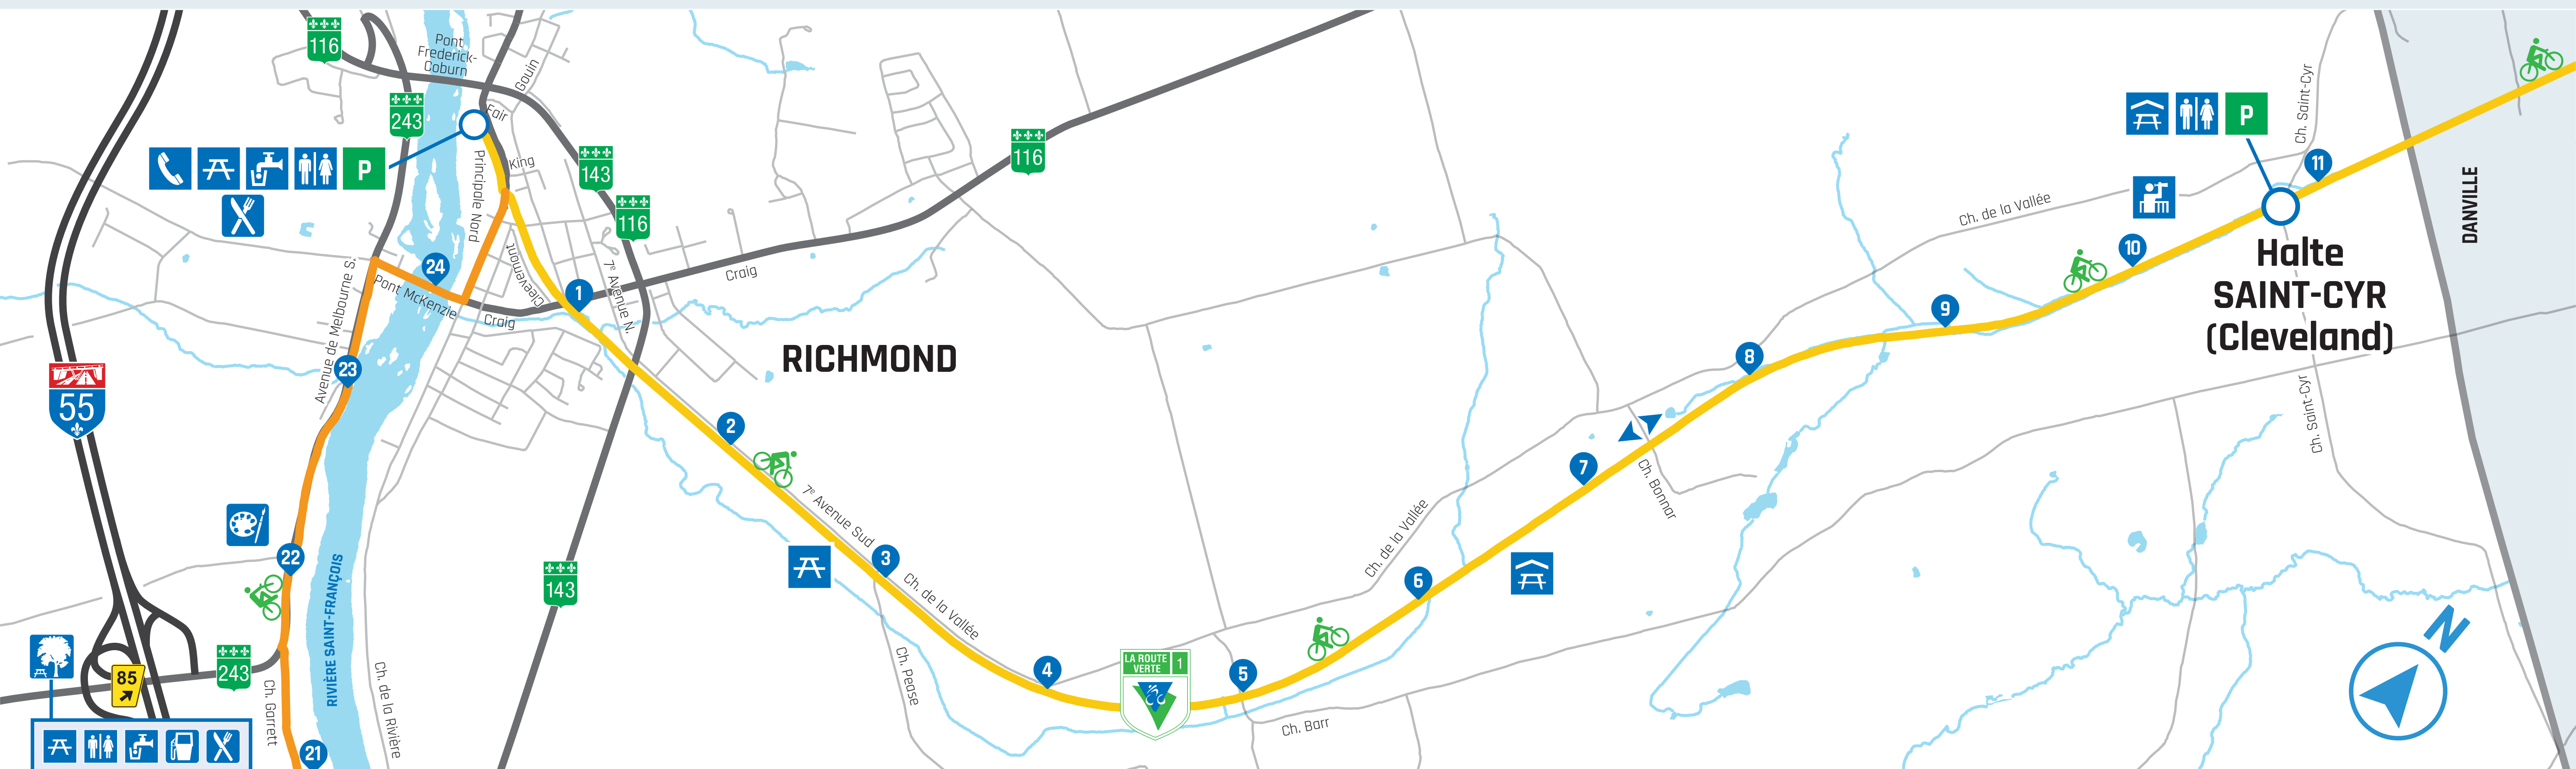 116
Pont
Frederick-
Coburn
Gouin
243
Fair
143
116
116
P
King
Principale Nord
Cleevemont
7e Avenue N.
Craig
24
Pont McKenzie
Craig
1
Avenue de Melbourne S.
23
55
RICHMOND
2
7e Avenue Sud
3
Ch. de la Vallée
22
RIVIÈRE SAINT-FRANÇOIS
143
243
85
Ch. Garrett
Ch. de la Rivière
21
Ch. Pease
4
LA ROUTE
VERTE
1
5
Ch. Barr
6
Ch. de la Vallée
7
Ch. Bonnar
8
9
Ch. de la Vallée
10
P
Ch. Saint-Cyr
11
Halte
SAINT-CYR
(Cleveland)
Ch. Saint-Cyr
DANVILLE
N